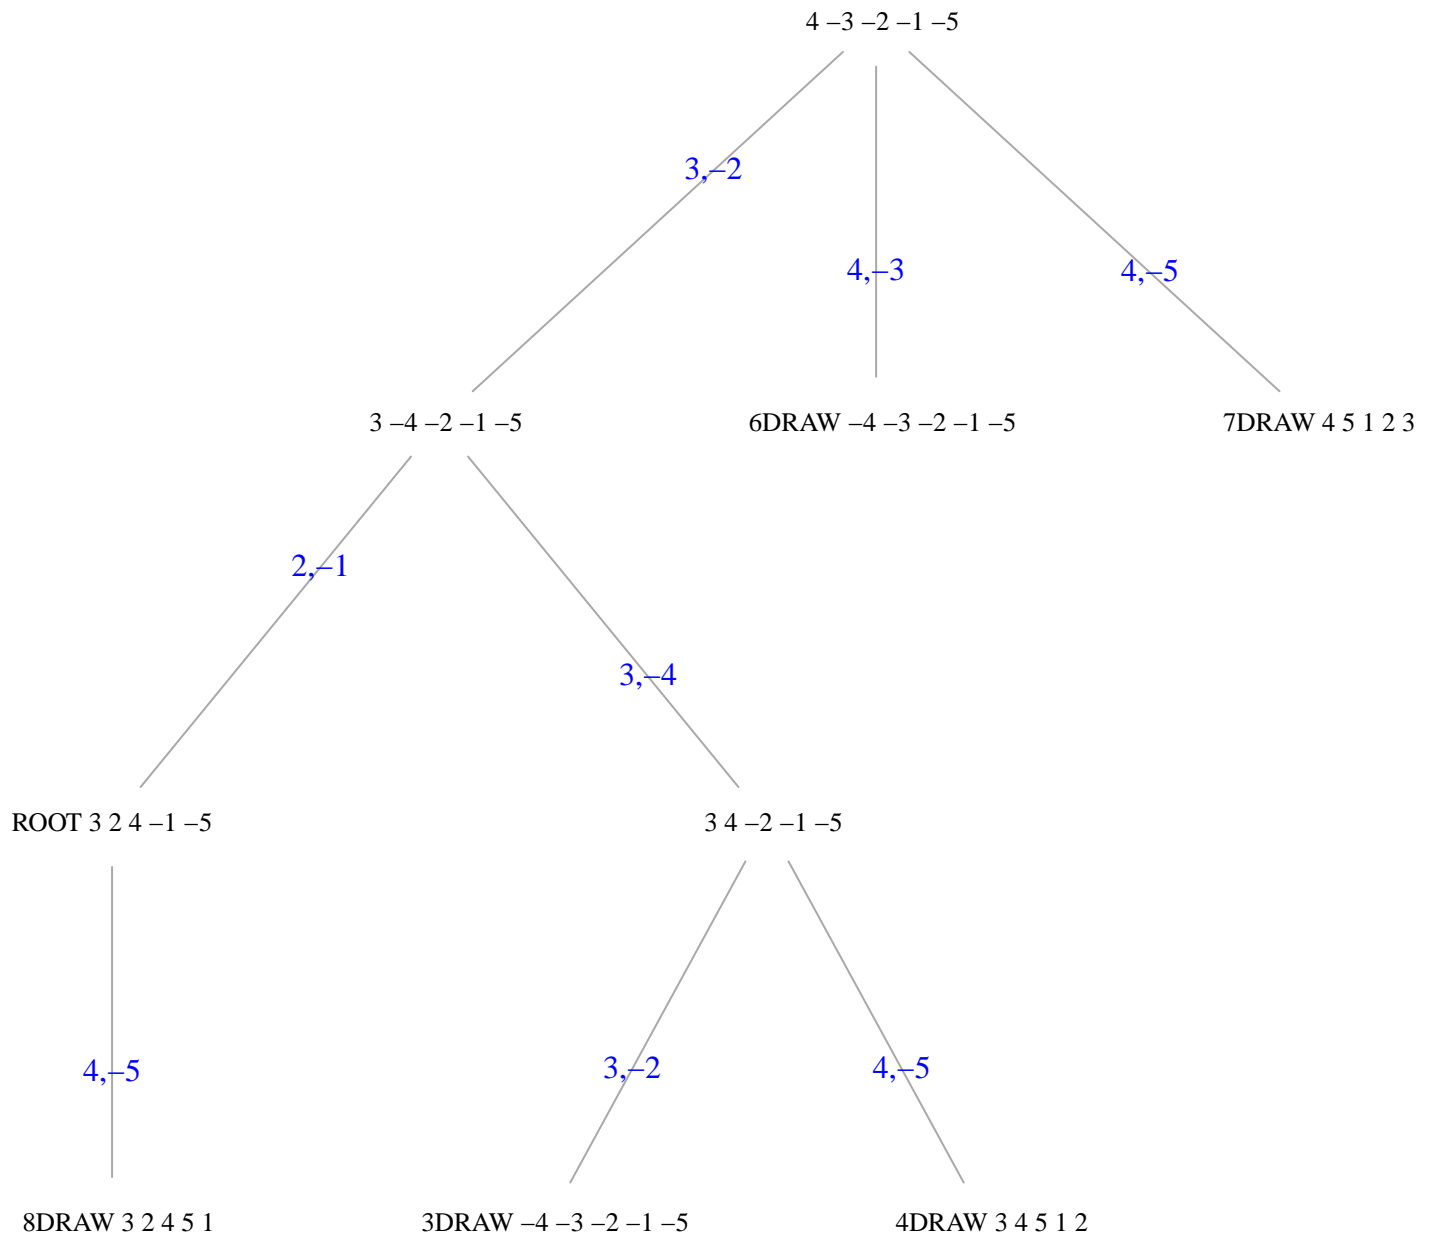 4 –3 –2 –1 –5
3,–2
4,–3
4,–5
3 –4 –2 –1 –5
6DRAW –4 –3 –2 –1 –5
7DRAW 4 5 1 2 3
2,–1
3,–4
ROOT 3 2 4 –1 –5
3 4 –2 –1 –5
4,–5
3,–2
4,–5
8DRAW 3 2 4 5 1
3DRAW –4 –3 –2 –1 –5
4DRAW 3 4 5 1 2